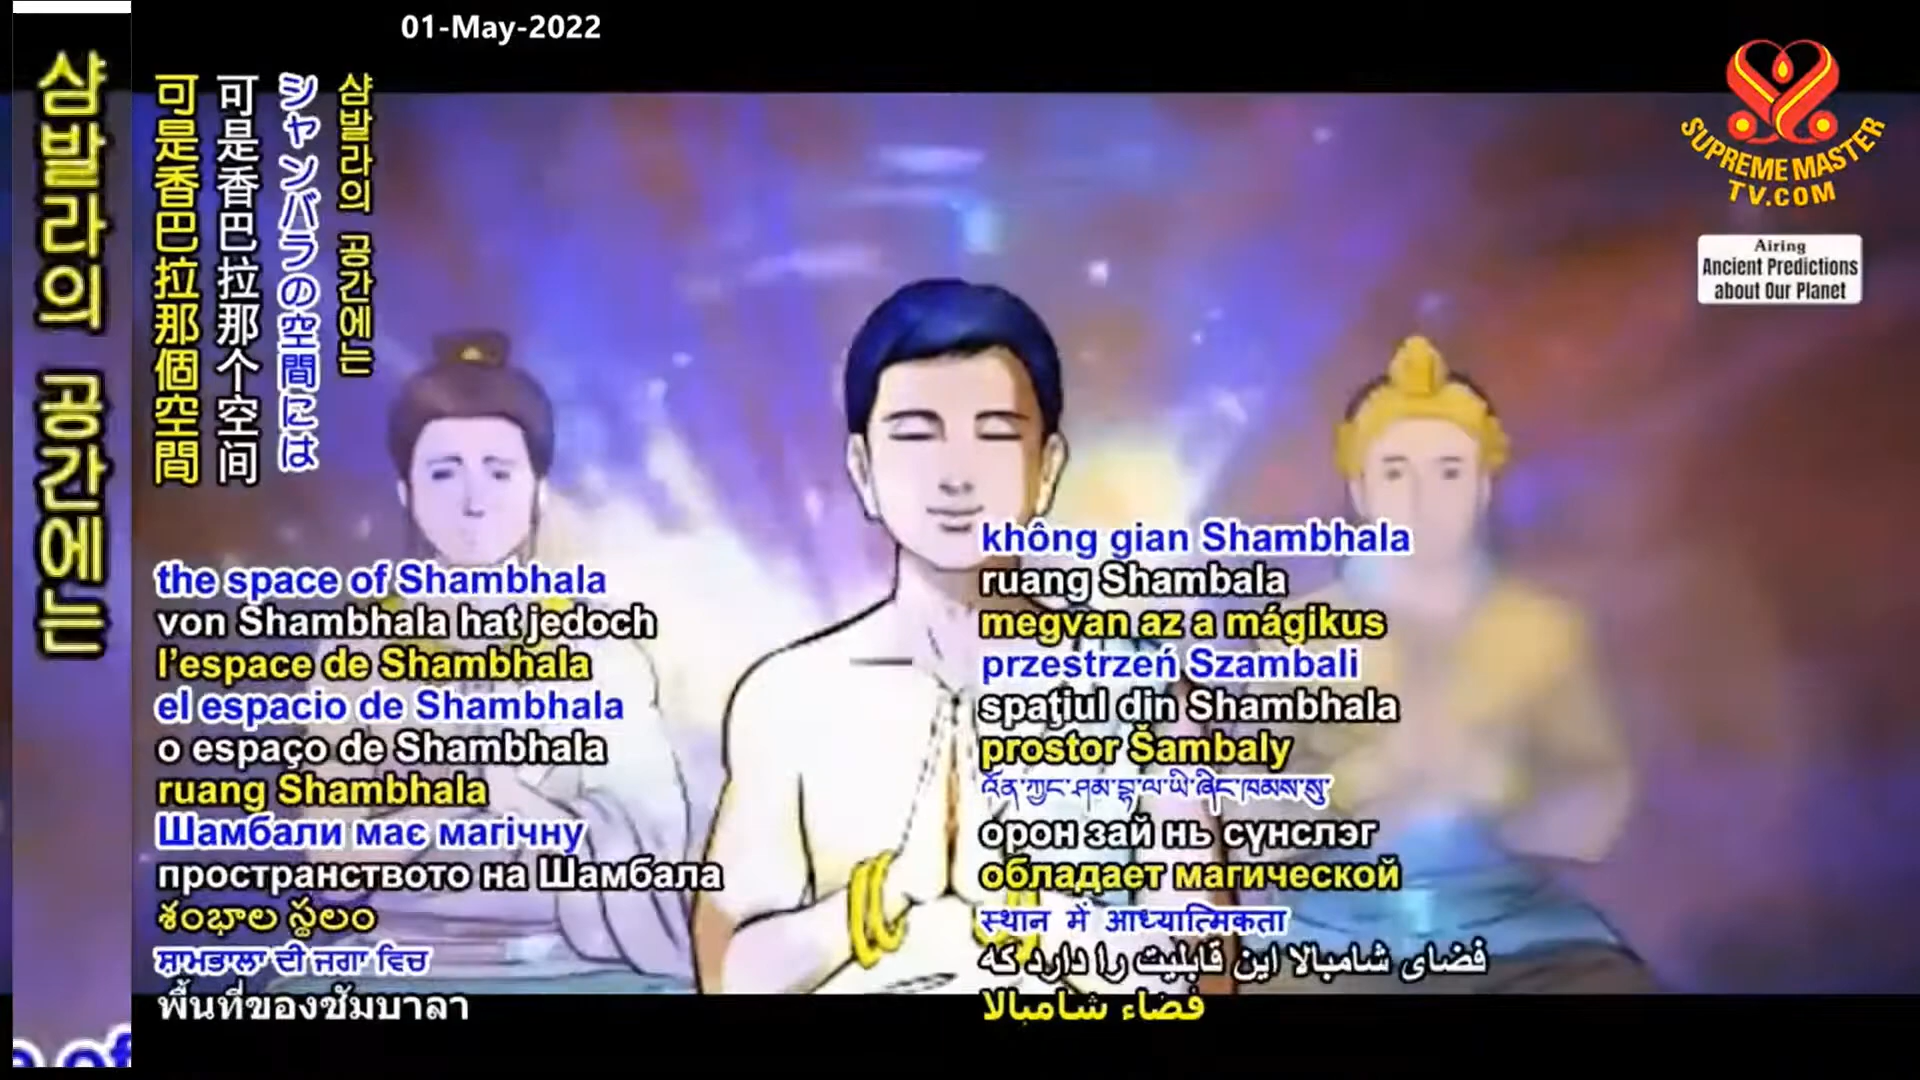 01-May-2022
샴발라의 공간에는
샴발라의 공간에는
シャンバラの空間には
可是香巴拉那个空间
可是香巴拉那個空間
SUPREME MASTER
TV.COM
Airing
Ancient Predictions
about Our Planet
the space of Shambhala
von Shambhala hat jedoch
l’espace de Shambhala
el espacio de Shambhala
o espaço de Shambhala
ruang Shambhala
Шамбали має магічну
пространството на Шамбала
శంభాల స్థలం
ਸ਼ਾਮਭਾਲਾ ਦੀ ਜਗਾ ਵਿਚ
พื้นที่ของชัมบาลา
không gian Shambhala
ruang Shambala
megvan az a mágikus
przestrzeń Szambali
spaţiul din Shambhala
prostor Šambaly
འོན་ཀྱང་ཤམ་བྷ་ལ་ཡི་ཞིང་ཁམས་སུ་
орон зай нь сүнслэг
обладает магической
स्थान में आध्यात्मिकता
فضای شامبالا این قابلیت را دارد که
فضاء شامبالا
e of